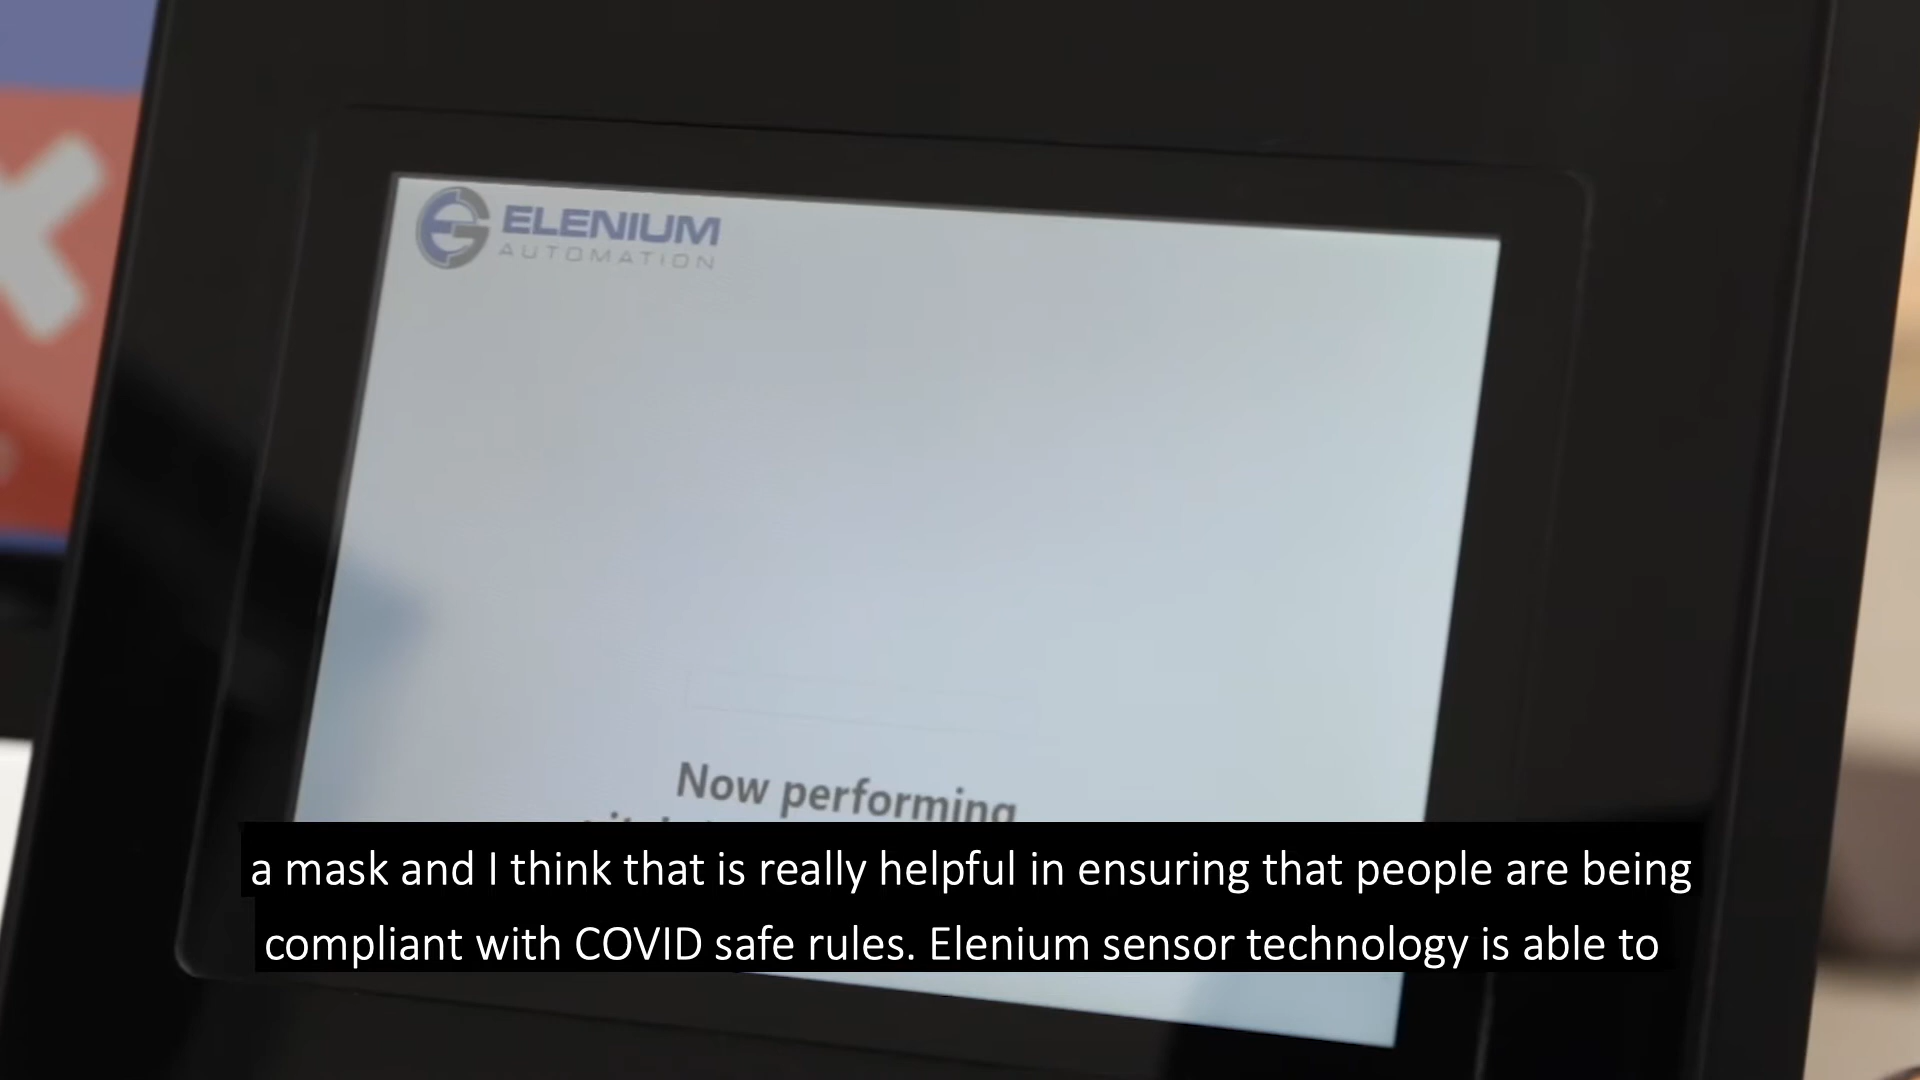 ELENIUM
AUTOMATION
Now performing
a mask and I think that is really helpful in ensuring that people are being
compliant with COVID safe rules. Elenium sensor technology is able to